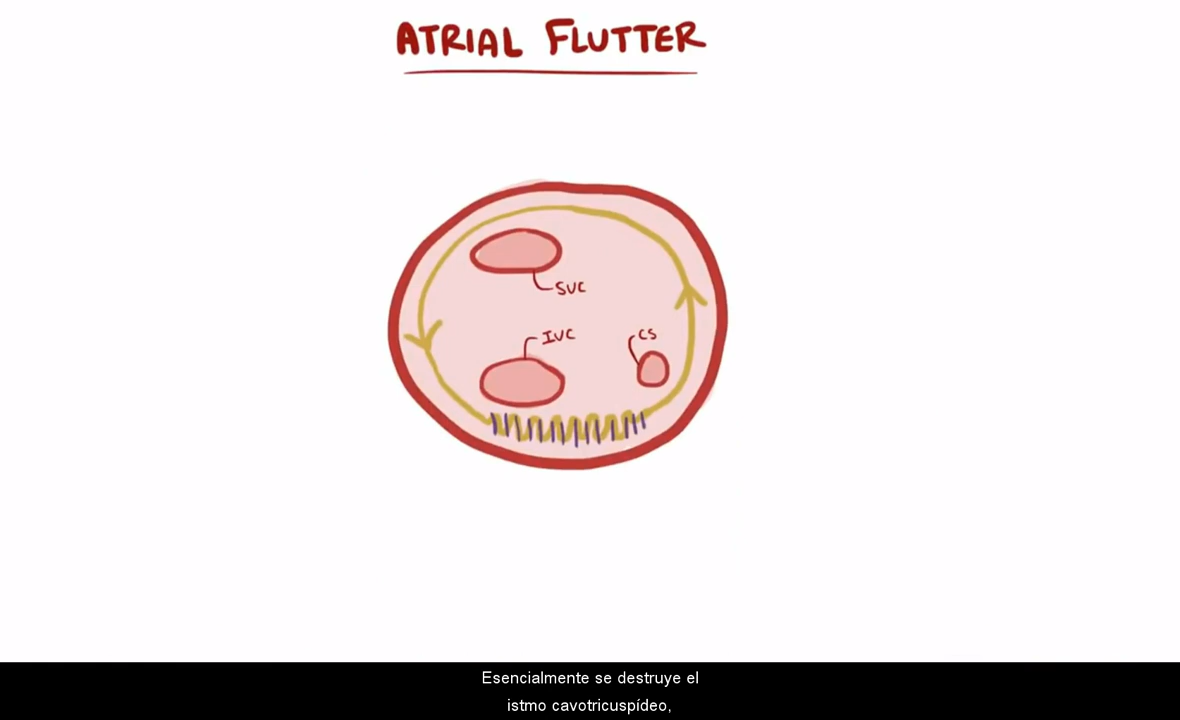 ATRIAL FLUTTER
SVC
IVC
CS
Esencialmente se destruye el
istmo cavotricuspídeo,